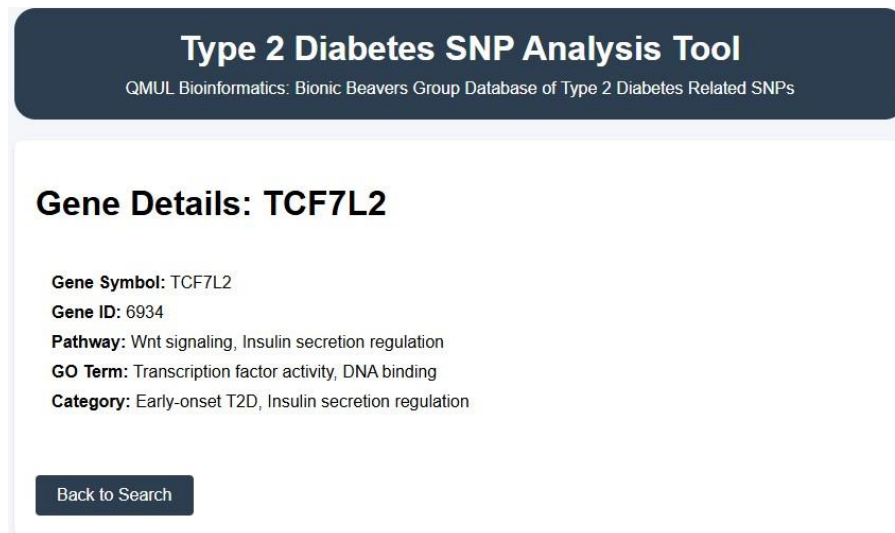 Type 2 Diabetes SNP Analysis Tool
QMUL Bioinformatics: Bionic Beavers Group Database of Type 2 Diabetes Related SNPs
Gene Details: TCF7L2
Gene Symbol: TCF7L2
Gene ID: 6934
Pathway: Wnt signaling, Insulin secretion regulation
GO Term: Transcription factor activity, DNA binding
Category: Early-onset T2D, Insulin secretion regulation
Back to Search